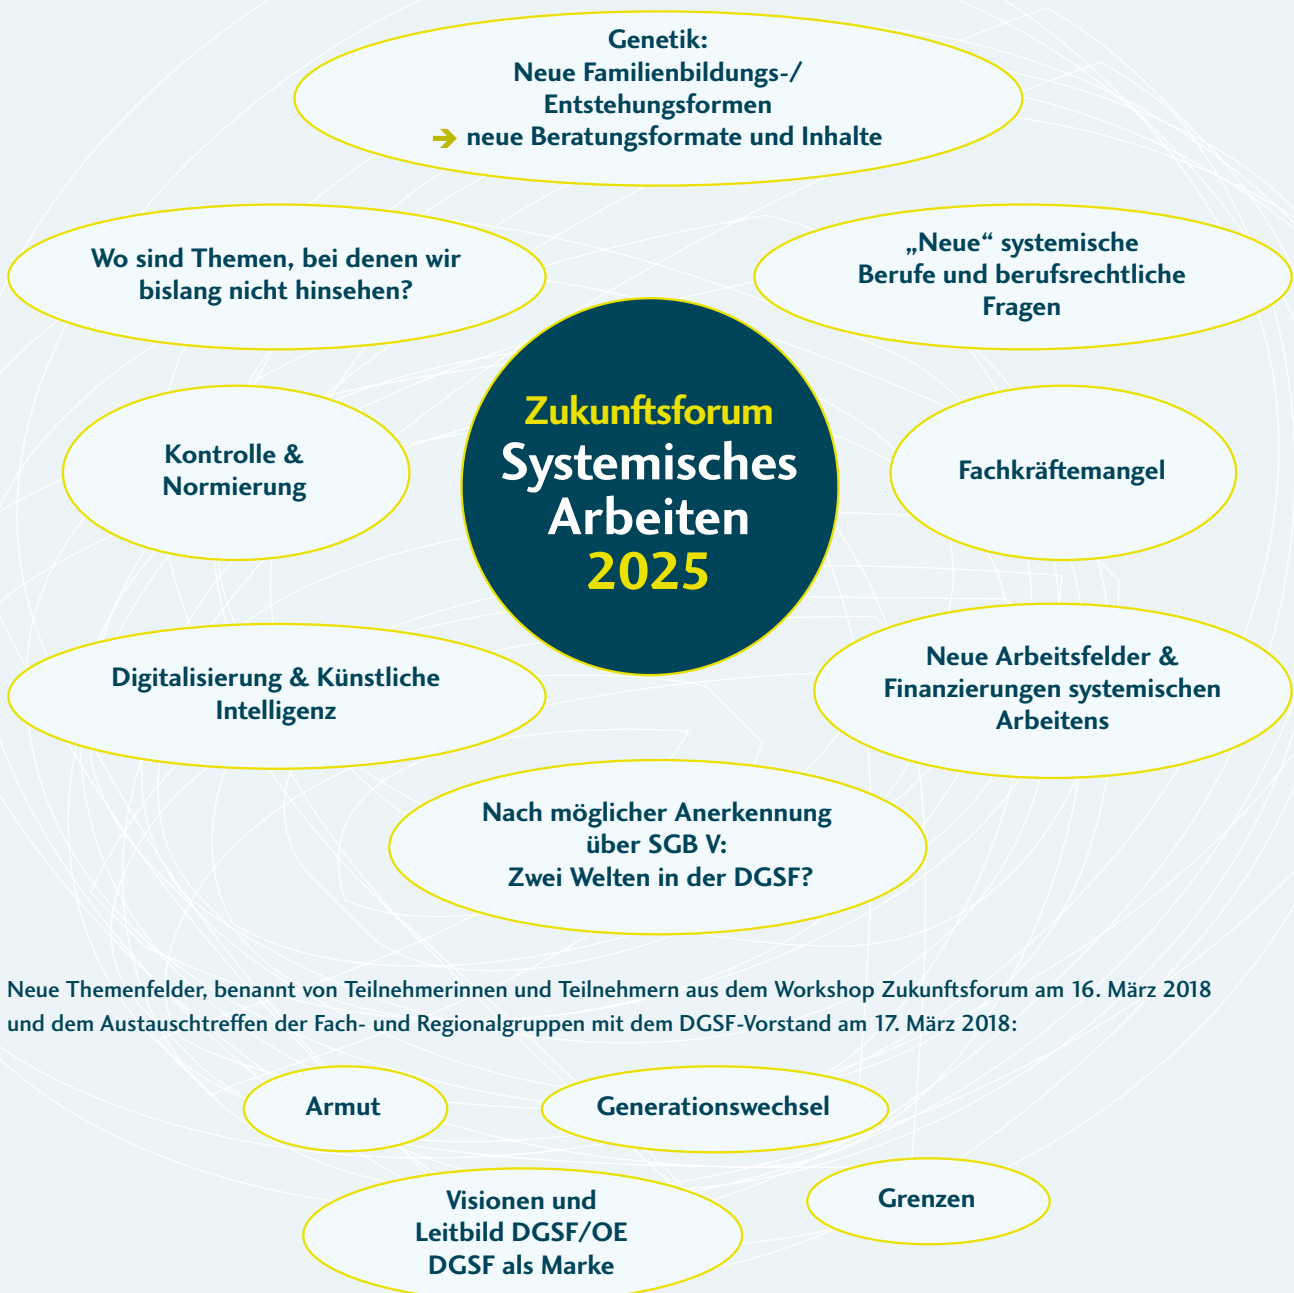 Genetik:
Neue Familienbildungs-/
Entstehungsformen
➔ neue Beratungsformate und Inhalte
Wo sind Themen, bei denen wir
bislang nicht hinsehen?
„Neue“ systemische
Berufe und berufsrechtliche
Fragen
Zukunftsforum
Systemisches
Arbeiten
2025
Kontrolle &
Normierung
Fachkräftemangel
Digitalisierung & Künstliche
Intelligenz
Neue Arbeitsfelder &
Finanzierungen systemischen
Arbeitens
Nach möglicher Anerkennung
über SGB V:
Zwei Welten in der DGSF?
Neue Themenfelder, benannt von Teilnehmerinnen und Teilnehmern aus dem Workshop Zukunftsforum am 16. März 2018
und dem Austauschtreffen der Fach- und Regionalgruppen mit dem DGSF-Vorstand am 17. März 2018:
Armut
Generationswechsel
Visionen und
Leitbild DGSF/OE
DGSF als Marke
Grenzen